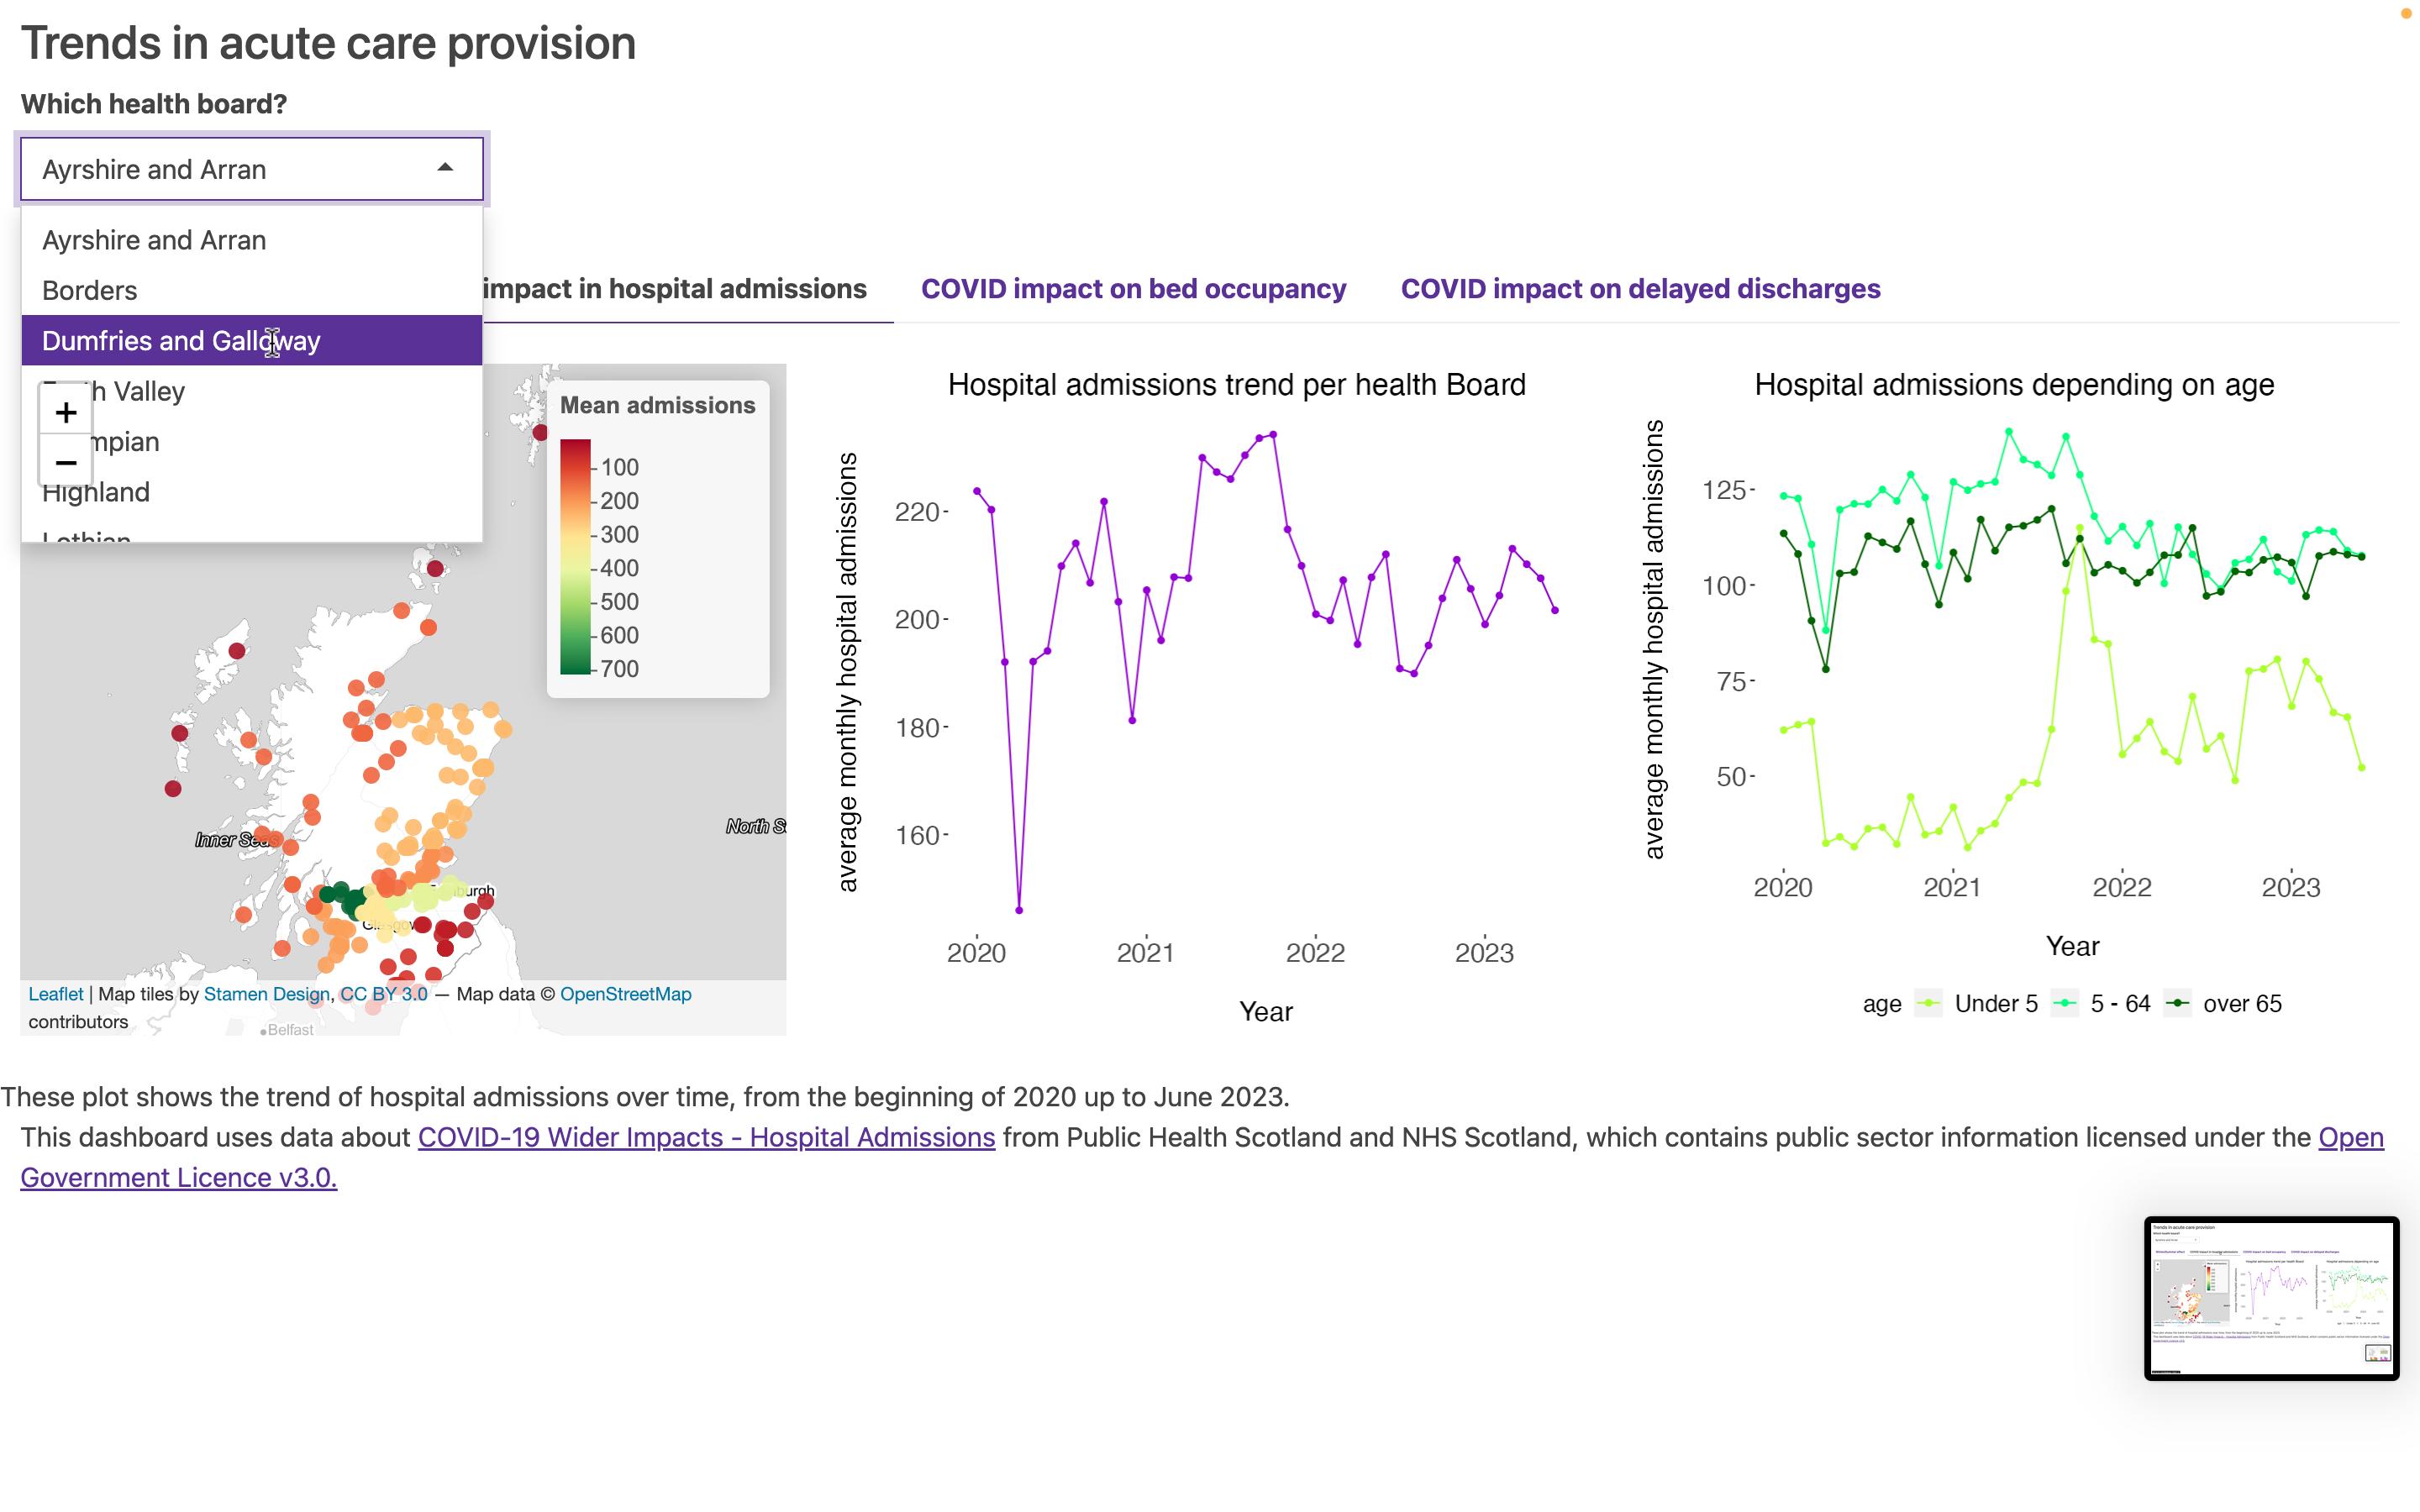 Trends in acute care provision
Which health board?
Ayrshire and Arran
Ayrshire and Arran
Borders
Dumfries and Galloway
h Valley
mpian
Highland
Lothian
+
−
impact in hospital admissions
COVID impact on bed occupancy
COVID impact on delayed discharges
Mean admissions
100
200
300
400
500
600
700
Inner Seas
North S
Glasgow
burgh
Belfast
Leaflet | Map tiles by Stamen Design, CC BY 3.0 — Map data © OpenStreetMap
contributors
Hospital admissions trend per health Board
average monthly hospital admissions
220
200
180
160
2020
2021
2022
2023
Year
Hospital admissions depending on age
average monthly hospital admissions
125
100
75
50
2020
2021
2022
2023
Year
age Under 5 5 - 64 over 65
These plot shows the trend of hospital admissions over time, from the beginning of 2020 up to June 2023.
This dashboard uses data about COVID-19 Wider Impacts - Hospital Admissions from Public Health Scotland and NHS Scotland, which contains public sector information licensed under the Open
Government Licence v3.0.